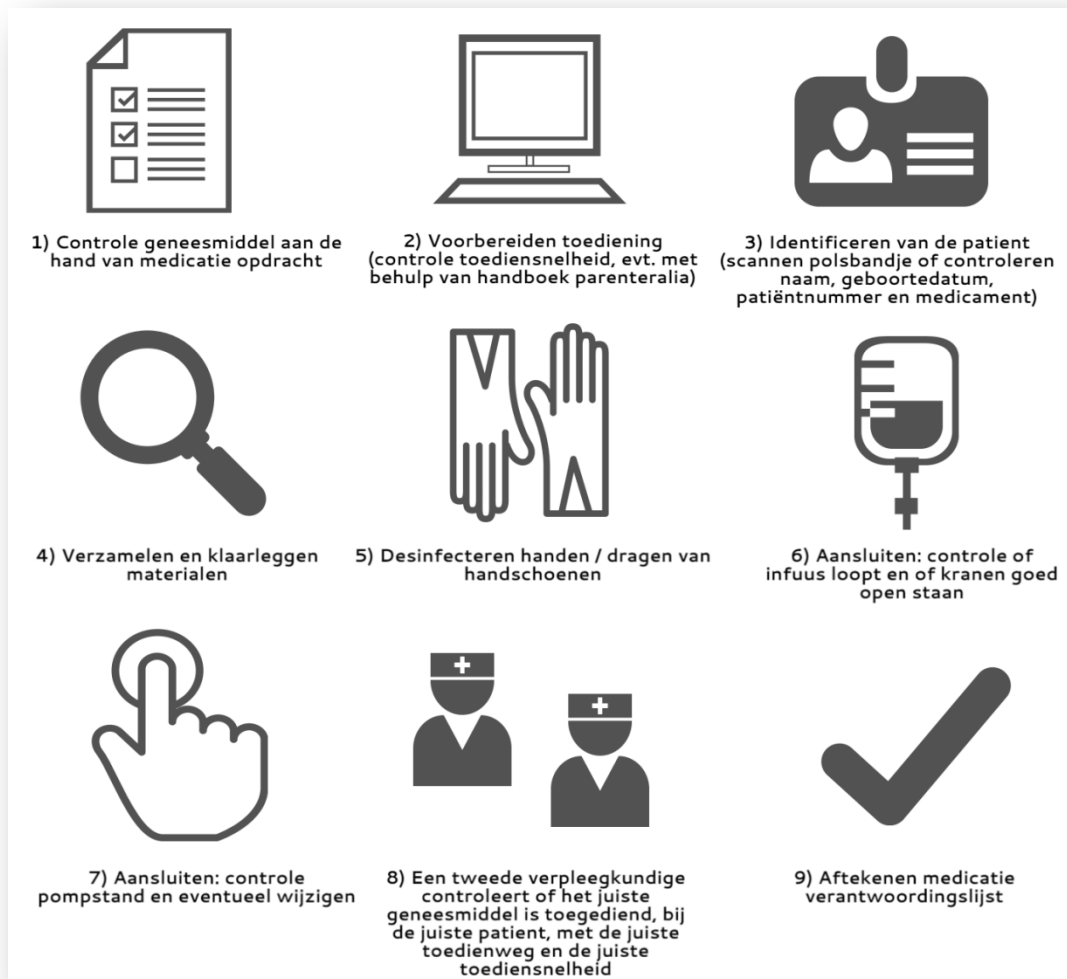 1) Controle geneesmiddel aan de
hand van medicatie opdracht
2) Voorbereiden toediening
(controle toediensnelheid, evt. met
behulp van handboek parenteralia)
3) Identificeren van de patient
(scannen polsbandje of controleren
naam, geboortedatum,
patiëntnummer en medicament)
4) Verzamelen en klaarleggen
materialen
5) Desinfecteren handen / dragen van
handschoenen
6) Aansluiten: controle of
infuus loopt en of kranen goed
open staan
7) Aansluiten: controle
pompstand en eventueel wijzigen
8) Een tweede verpleegkundige
controleert of het juiste
geneesmiddel is toegediend, bij
de juiste patient, met de juiste
toedienweg en de juiste
toediensnelheid
9) Aftekenen medicatie
verantwoordingslijst